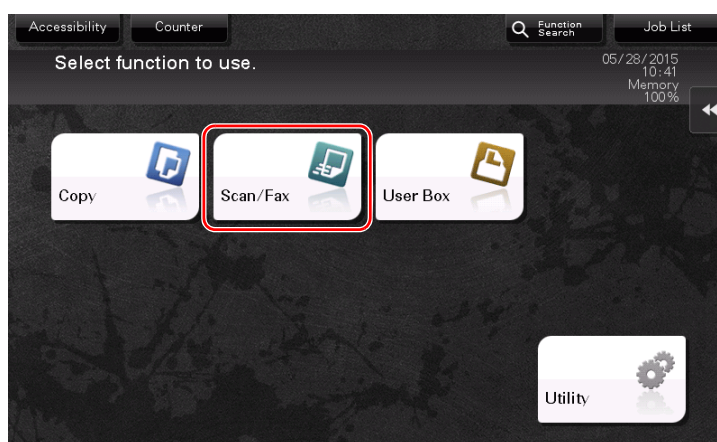 Accessibility
Counter
Function
Search
Job List
Select function to use.
05/28/2015
10:41
Memory
100%
Copy
Scan/Fax
User Box
Utility